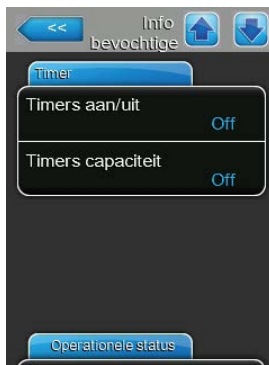 <<
Info
bevochtige
Timer
Timers aan/uit
Off
Timers capaciteit
Off
Operationele status